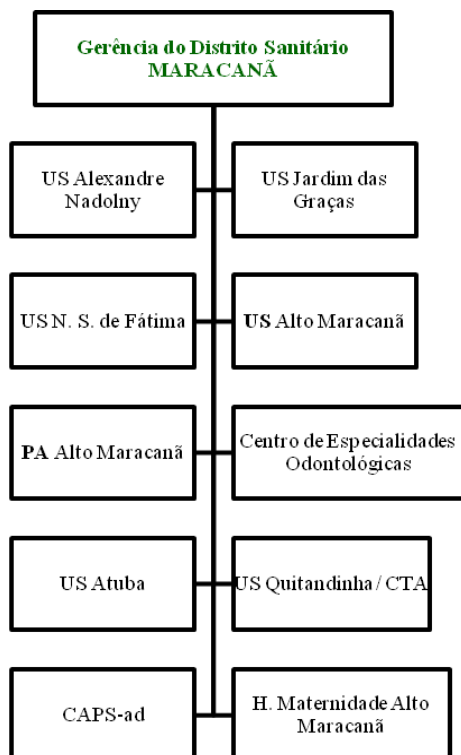 Gerência do Distrito Sanitário
MARACANÃ
US Alexandre
Nadolny
US Jardim das
Graças
US N. S. de Fátima
US Alto Maracanã
PA Alto Maracanã
Centro de Especialidades
Odontológicas
US Atuba
US Quitandinha / CTA
CAPS-ad
H. Maternidade Alto
Maracanã